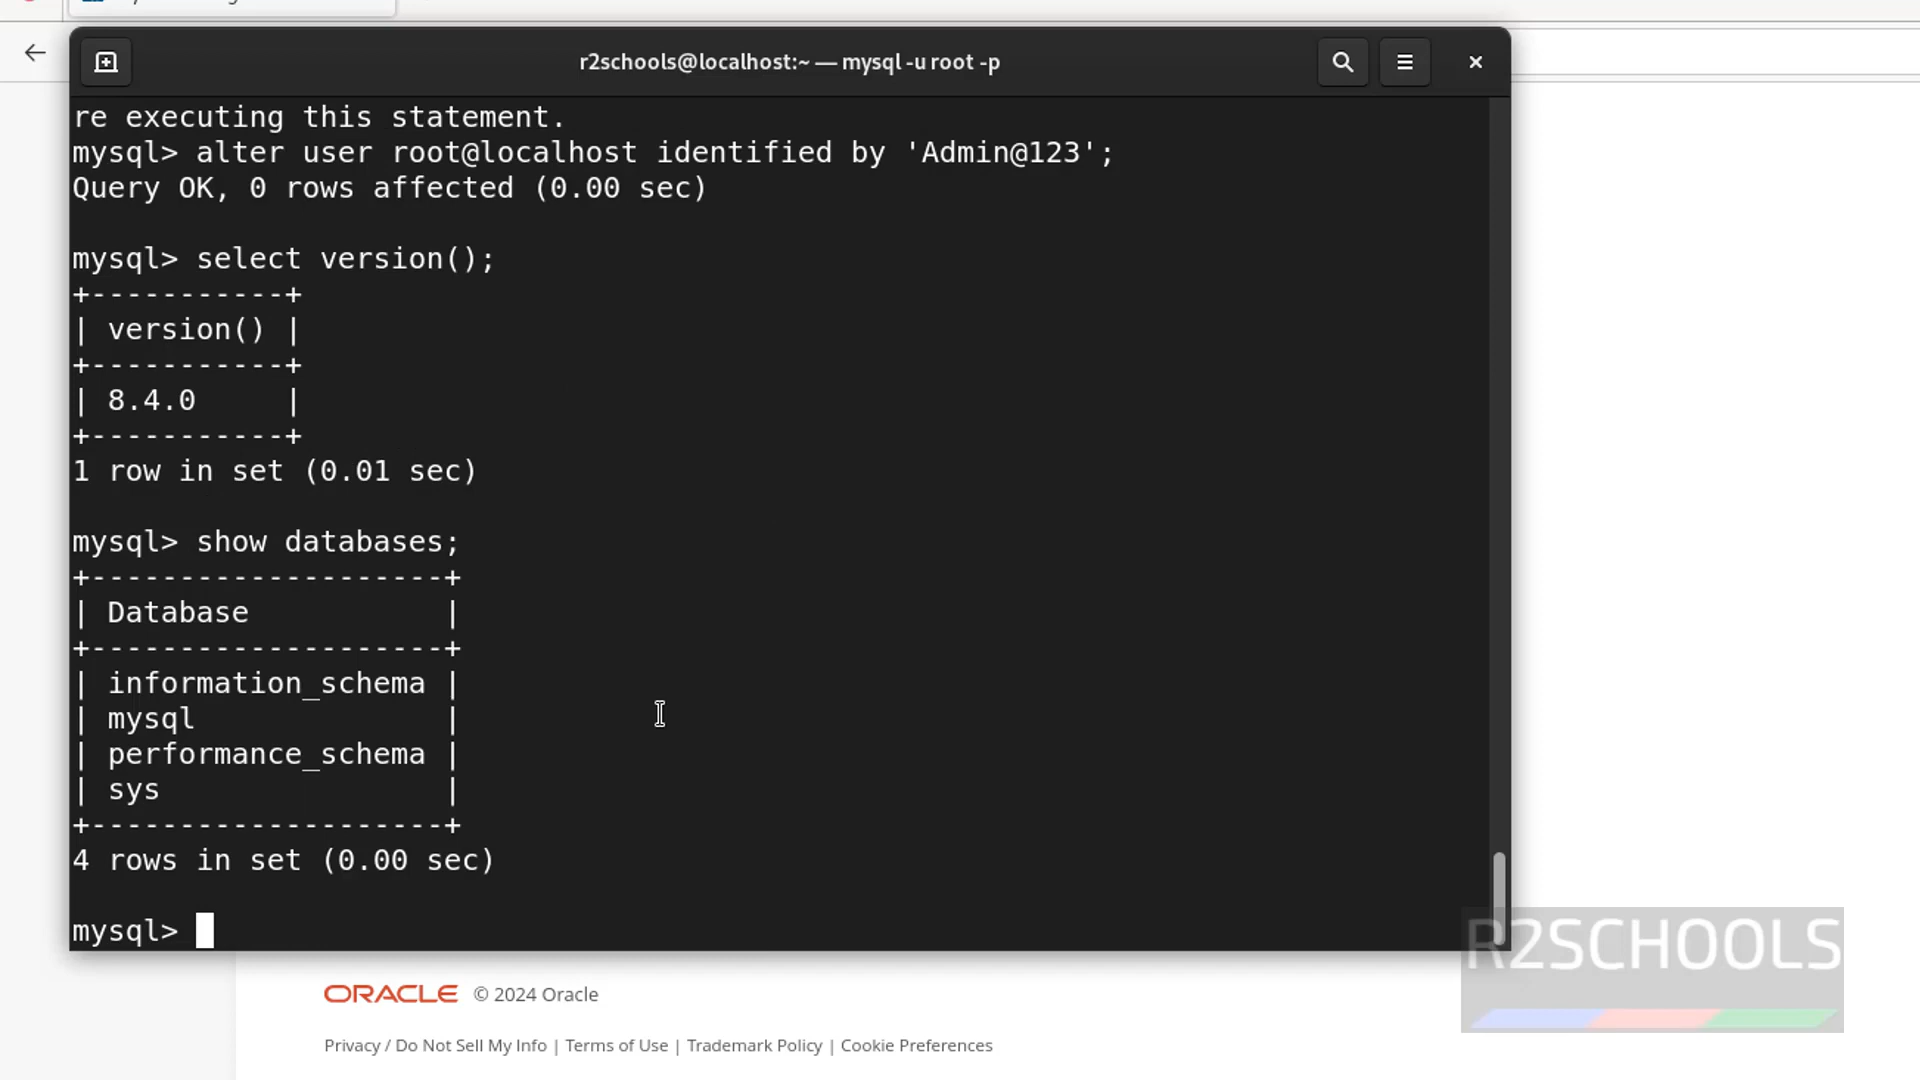 r2schools@localhost:~ — mysql -u root -p
re executing this statement.
mysql> alter user root@localhost identified by 'Admin@123';
Query OK, 0 rows affected (0.00 sec)
mysql> select version();
+-----------+
| version() |
+-----------+
| 8.4.0     |
+-----------+
1 row in set (0.01 sec)
mysql> show databases;
+--------------------+
| Database           |
+--------------------+
| information_schema |
| mysql              |
| performance_schema |
| sys                |
+--------------------+
4 rows in set (0.00 sec)
mysql>
R2SCHOOLS
ORACLE © 2024 Oracle
Privacy / Do Not Sell My Info | Terms of Use | Trademark Policy | Cookie Preferences